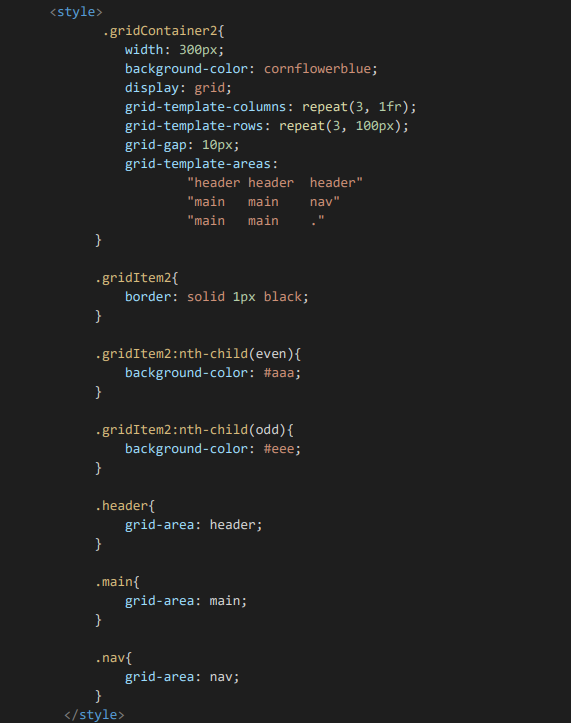 <style>
.gridContainer2{
width: 300px;
background-color: cornflowerblue;
display: grid;
grid-template-columns: repeat(3, 1fr);
grid-template-rows: repeat(3, 100px);
grid-gap: 10px;
grid-template-areas:
"header header  header"
"main   main    nav"
"main   main    ."
}
.gridItem2{
border: solid 1px black;
}
.gridItem2:nth-child(even){
background-color: #aaa;
}
.gridItem2:nth-child(odd){
background-color: #eee;
}
.header{
grid-area: header;
}
.main{
grid-area: main;
}
.nav{
grid-area: nav;
}
</style>